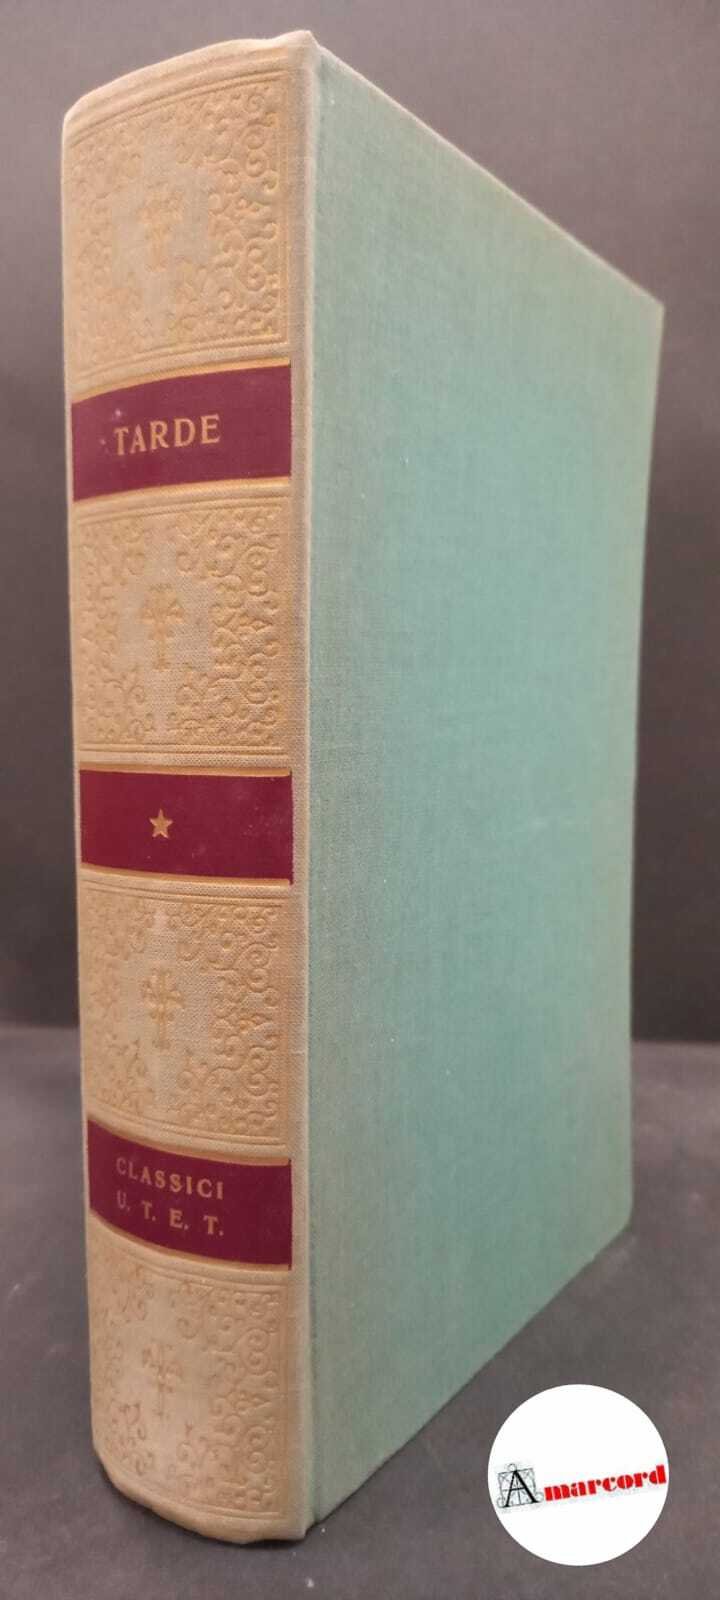 TARDE
CLASSICI
U. T. E. T.
Amarcord